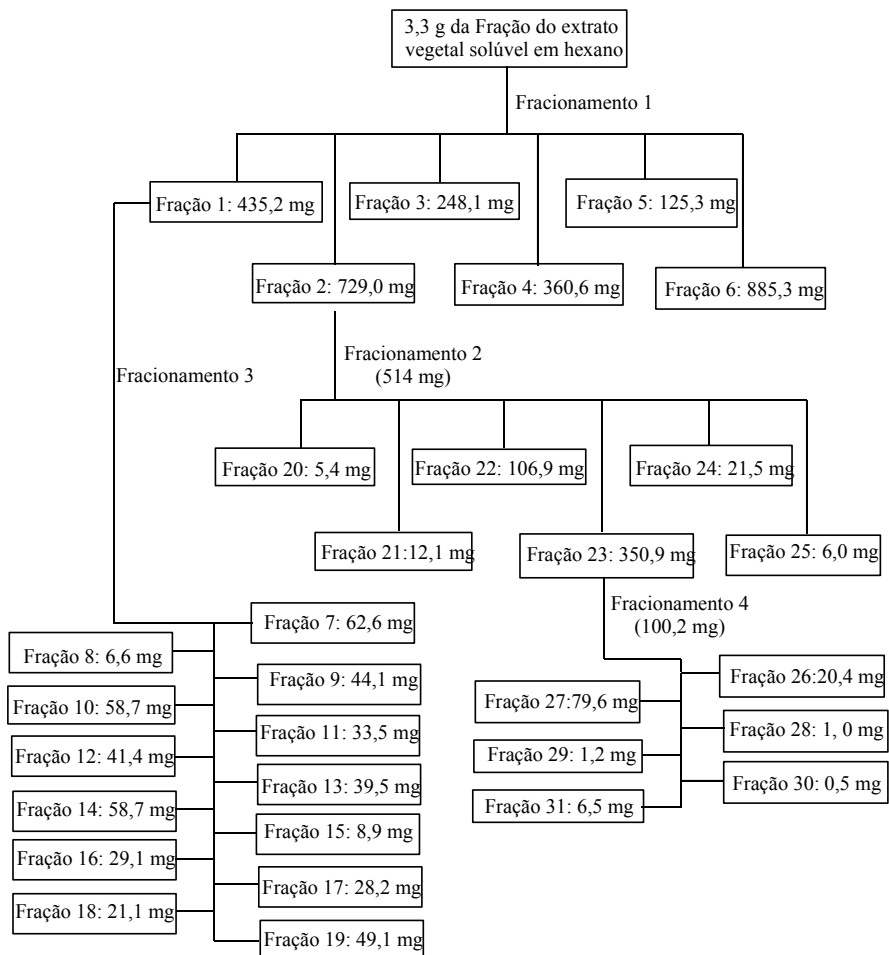 3,3 g da Fração do extrato
vegetal solúvel em hexano
Fracionamento 1
Fração 1: 435,2 mg
Fração 3: 248,1 mg
Fração 5: 125,3 mg
Fração 2: 729,0 mg
Fração 4: 360,6 mg
Fração 6: 885,3 mg
Fracionamento 3
Fracionamento 2
(514 mg)
Fração 20: 5,4 mg
Fração 22: 106,9 mg
Fração 24: 21,5 mg
Fração 21:12,1 mg
Fração 23: 350,9 mg
Fração 25: 6,0 mg
Fracionamento 4
(100,2 mg)
Fração 7: 62,6 mg
Fração 8: 6,6 mg
Fração 9: 44,1 mg
Fração 10: 58,7 mg
Fração 11: 33,5 mg
Fração 12: 41,4 mg
Fração 13: 39,5 mg
Fração 14: 58,7 mg
Fração 15: 8,9 mg
Fração 16: 29,1 mg
Fração 17: 28,2 mg
Fração 18: 21,1 mg
Fração 19: 49,1 mg
Fração 26:20,4 mg
Fração 27:79,6 mg
Fração 28: 1, 0 mg
Fração 29: 1,2 mg
Fração 30: 0,5 mg
Fração 31: 6,5 mg